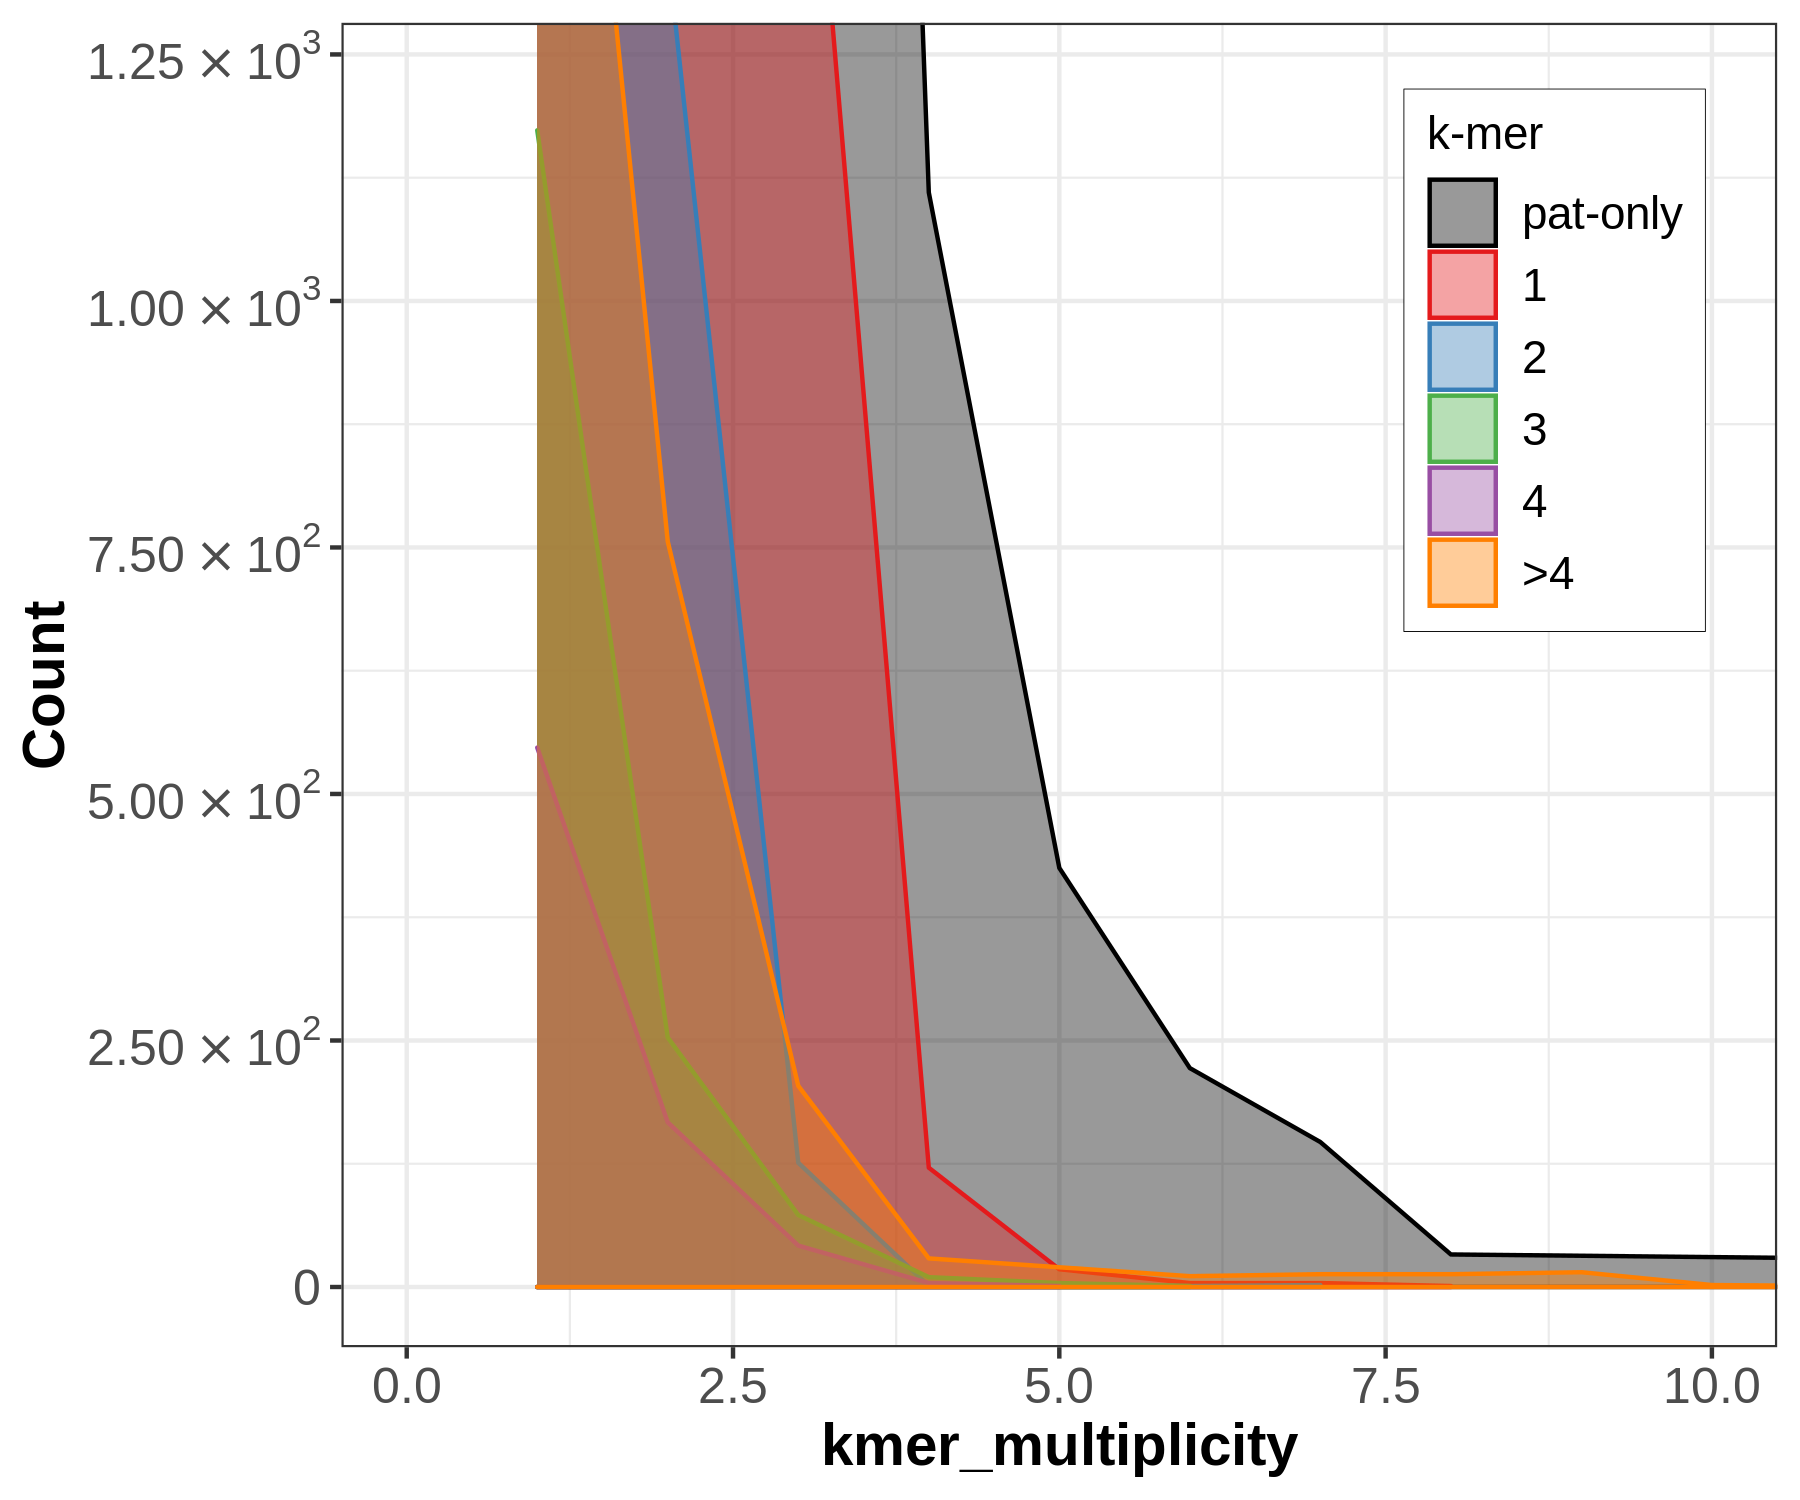 1.25 × 10³
1.00 × 10³
7.50 × 10²
5.00 × 10²
2.50 × 10²
0
Count
k-mer
pat-only
1
2
3
4
>4
0.0 2.5 5.0 7.5 10.0
kmer_multiplicity